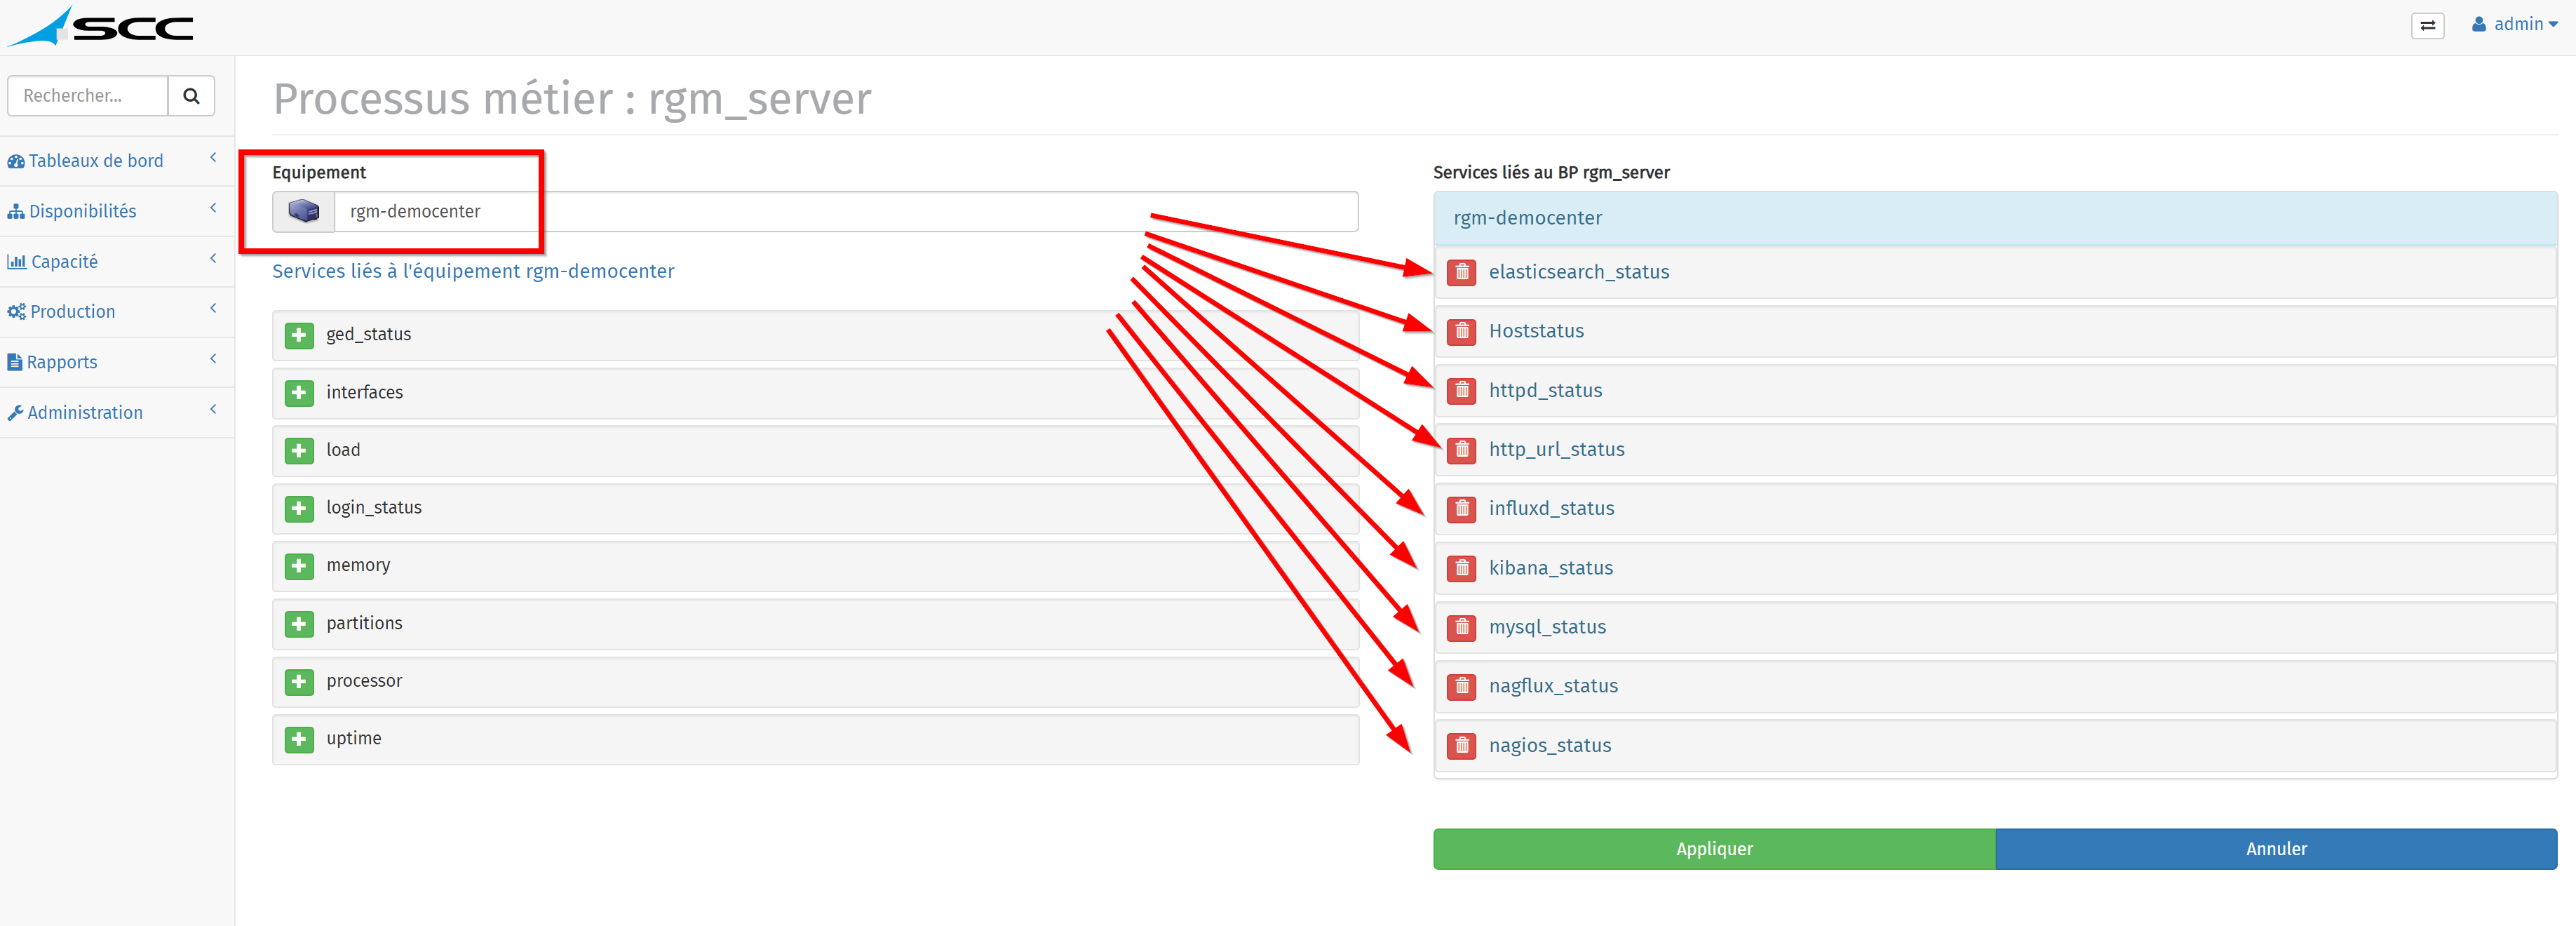 SCC
admin
Rechercher...
Tableaux de bord
Disponibilités
Capacité
Production
Rapports
Administration
Processus métier : rgm_server
Equipement
rgm-democenter
Services liés à l'équipement rgm-democenter
ged_status
interfaces
load
login_status
memory
partitions
processor
uptime
Services liés au BP rgm_server
rgm-democenter
elasticsearch_status
Hoststatus
httpd_status
http_url_status
influxd_status
kibana_status
mysql_status
nagflux_status
nagios_status
Appliquer
Annuler